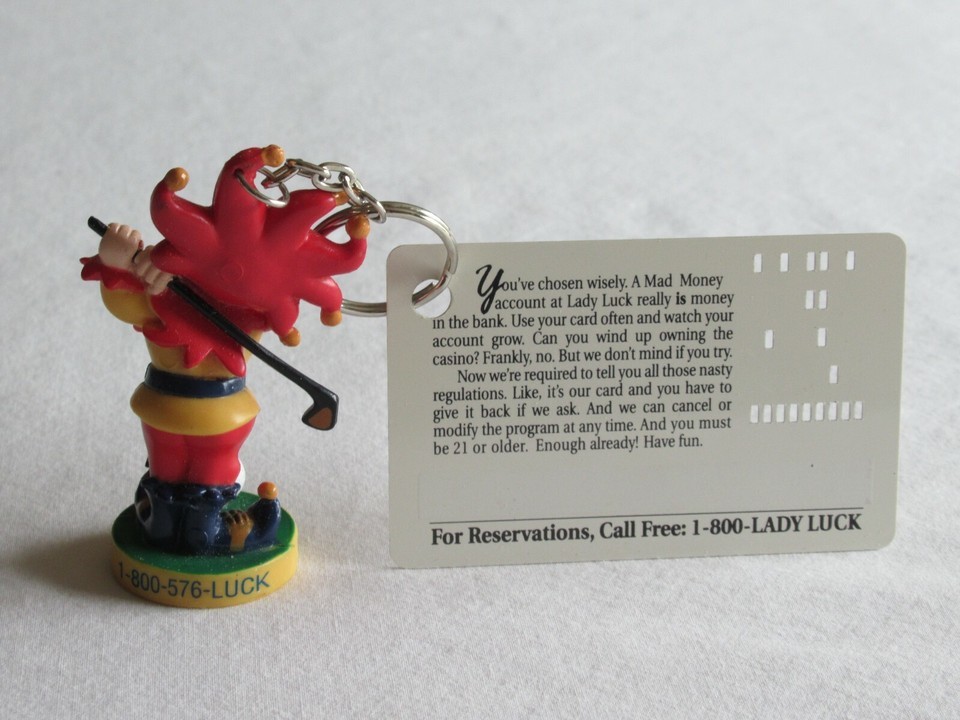 You've chosen wisely. A Mad Money
account at Lady Luck really is money
in the bank. Use your card often and watch your
account grow. Can you wind up owning the
casino? Frankly, no. But we don't mind if you try.
Now we're required to tell you all those nasty
regulations. Like, it's our card and you have to
give it back if we ask. And we can cancel or
modify the program at any time. And you must
be 21 or older. Enough already! Have fun.
For Reservations, Call Free: 1-800-LADY LUCK
1-800-576-LUCK